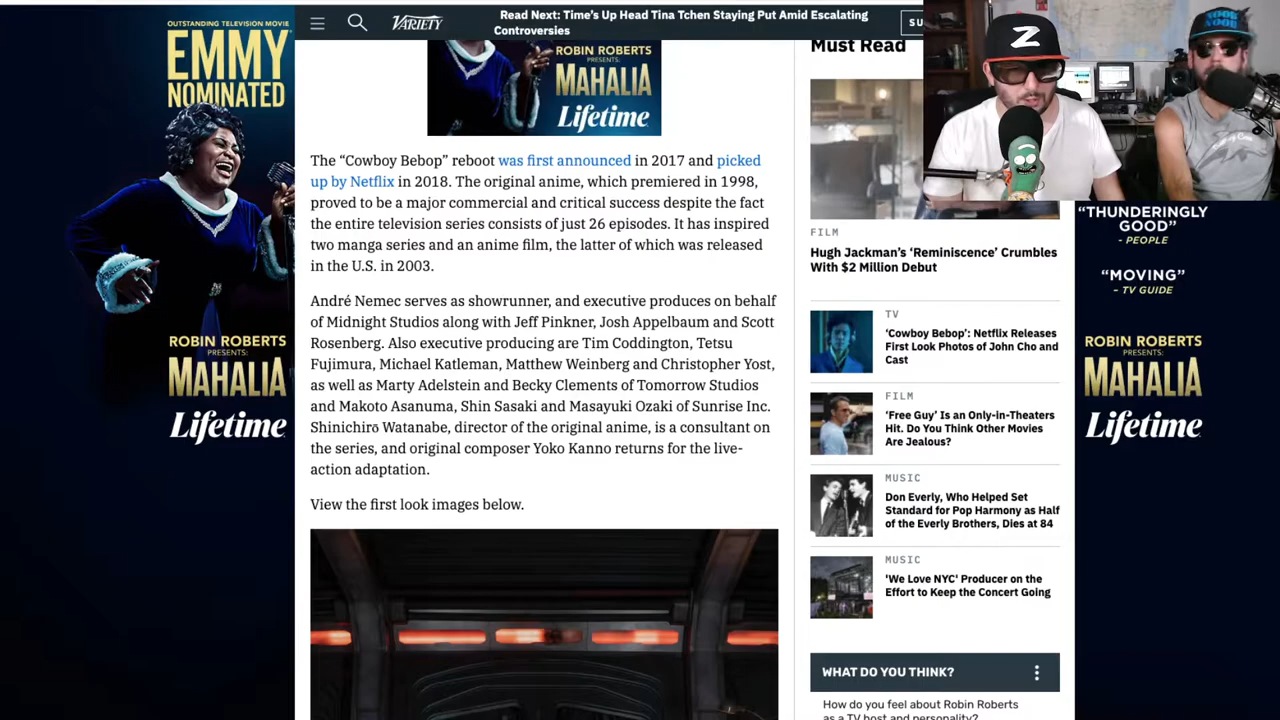 OUTSTANDING TELEVISION MOVIE
EMMY
NOMINATED
ROBIN ROBERTS
PRESENTS:
MAHALIA
Lifetime
VARIETY
Read Next: Time's Up Head Tina Tchen Staying Put Amid Escalating
Controversies
SU
ROBIN ROBERTS
PRESENTS:
MAHALIA
Lifetime
The “Cowboy Bebop” reboot was first announced in 2017 and picked
up by Netflix in 2018. The original anime, which premiered in 1998,
proved to be a major commercial and critical success despite the fact
the entire television series consists of just 26 episodes. It has inspired
two manga series and an anime film, the latter of which was released
in the U.S. in 2003.
André Nemec serves as showrunner, and executive produces on behalf
of Midnight Studios along with Jeff Pinkner, Josh Appelbaum and Scott
Rosenberg. Also executive producing are Tim Coddington, Tetsu
Fujimura, Michael Katleman, Matthew Weinberg and Christopher Yost,
as well as Marty Adelstein and Becky Clements of Tomorrow Studios
and Makoto Asanuma, Shin Sasaki and Masayuki Ozaki of Sunrise Inc.
Shinichirō Watanabe, director of the original anime, is a consultant on
the series, and original composer Yoko Kanno returns for the live-
action adaptation.
View the first look images below.
Must Read
FILM
Hugh Jackman's ‘Reminiscence’ Crumbles
With $2 Million Debut
TV
‘Cowboy Bebop’: Netflix Releases
First Look Photos of John Cho and
Cast
FILM
‘Free Guy’ Is an Only-in-Theaters
Hit. Do You Think Other Movies
Are Jealous?
MUSIC
Don Everly, Who Helped Set
Standard for Pop Harmony as Half
of the Everly Brothers, Dies at 84
MUSIC
'We Love NYC' Producer on the
Effort to Keep the Concert Going
WHAT DO YOU THINK?
How do you feel about Robin Roberts
as a TV host and personality?
Z
NOOB
NOOB
“THUNDERINGLY
GOOD”
- PEOPLE
“MOVING”
- TV GUIDE
ROBIN ROBERTS
PRESENTS:
MAHALIA
Lifetime